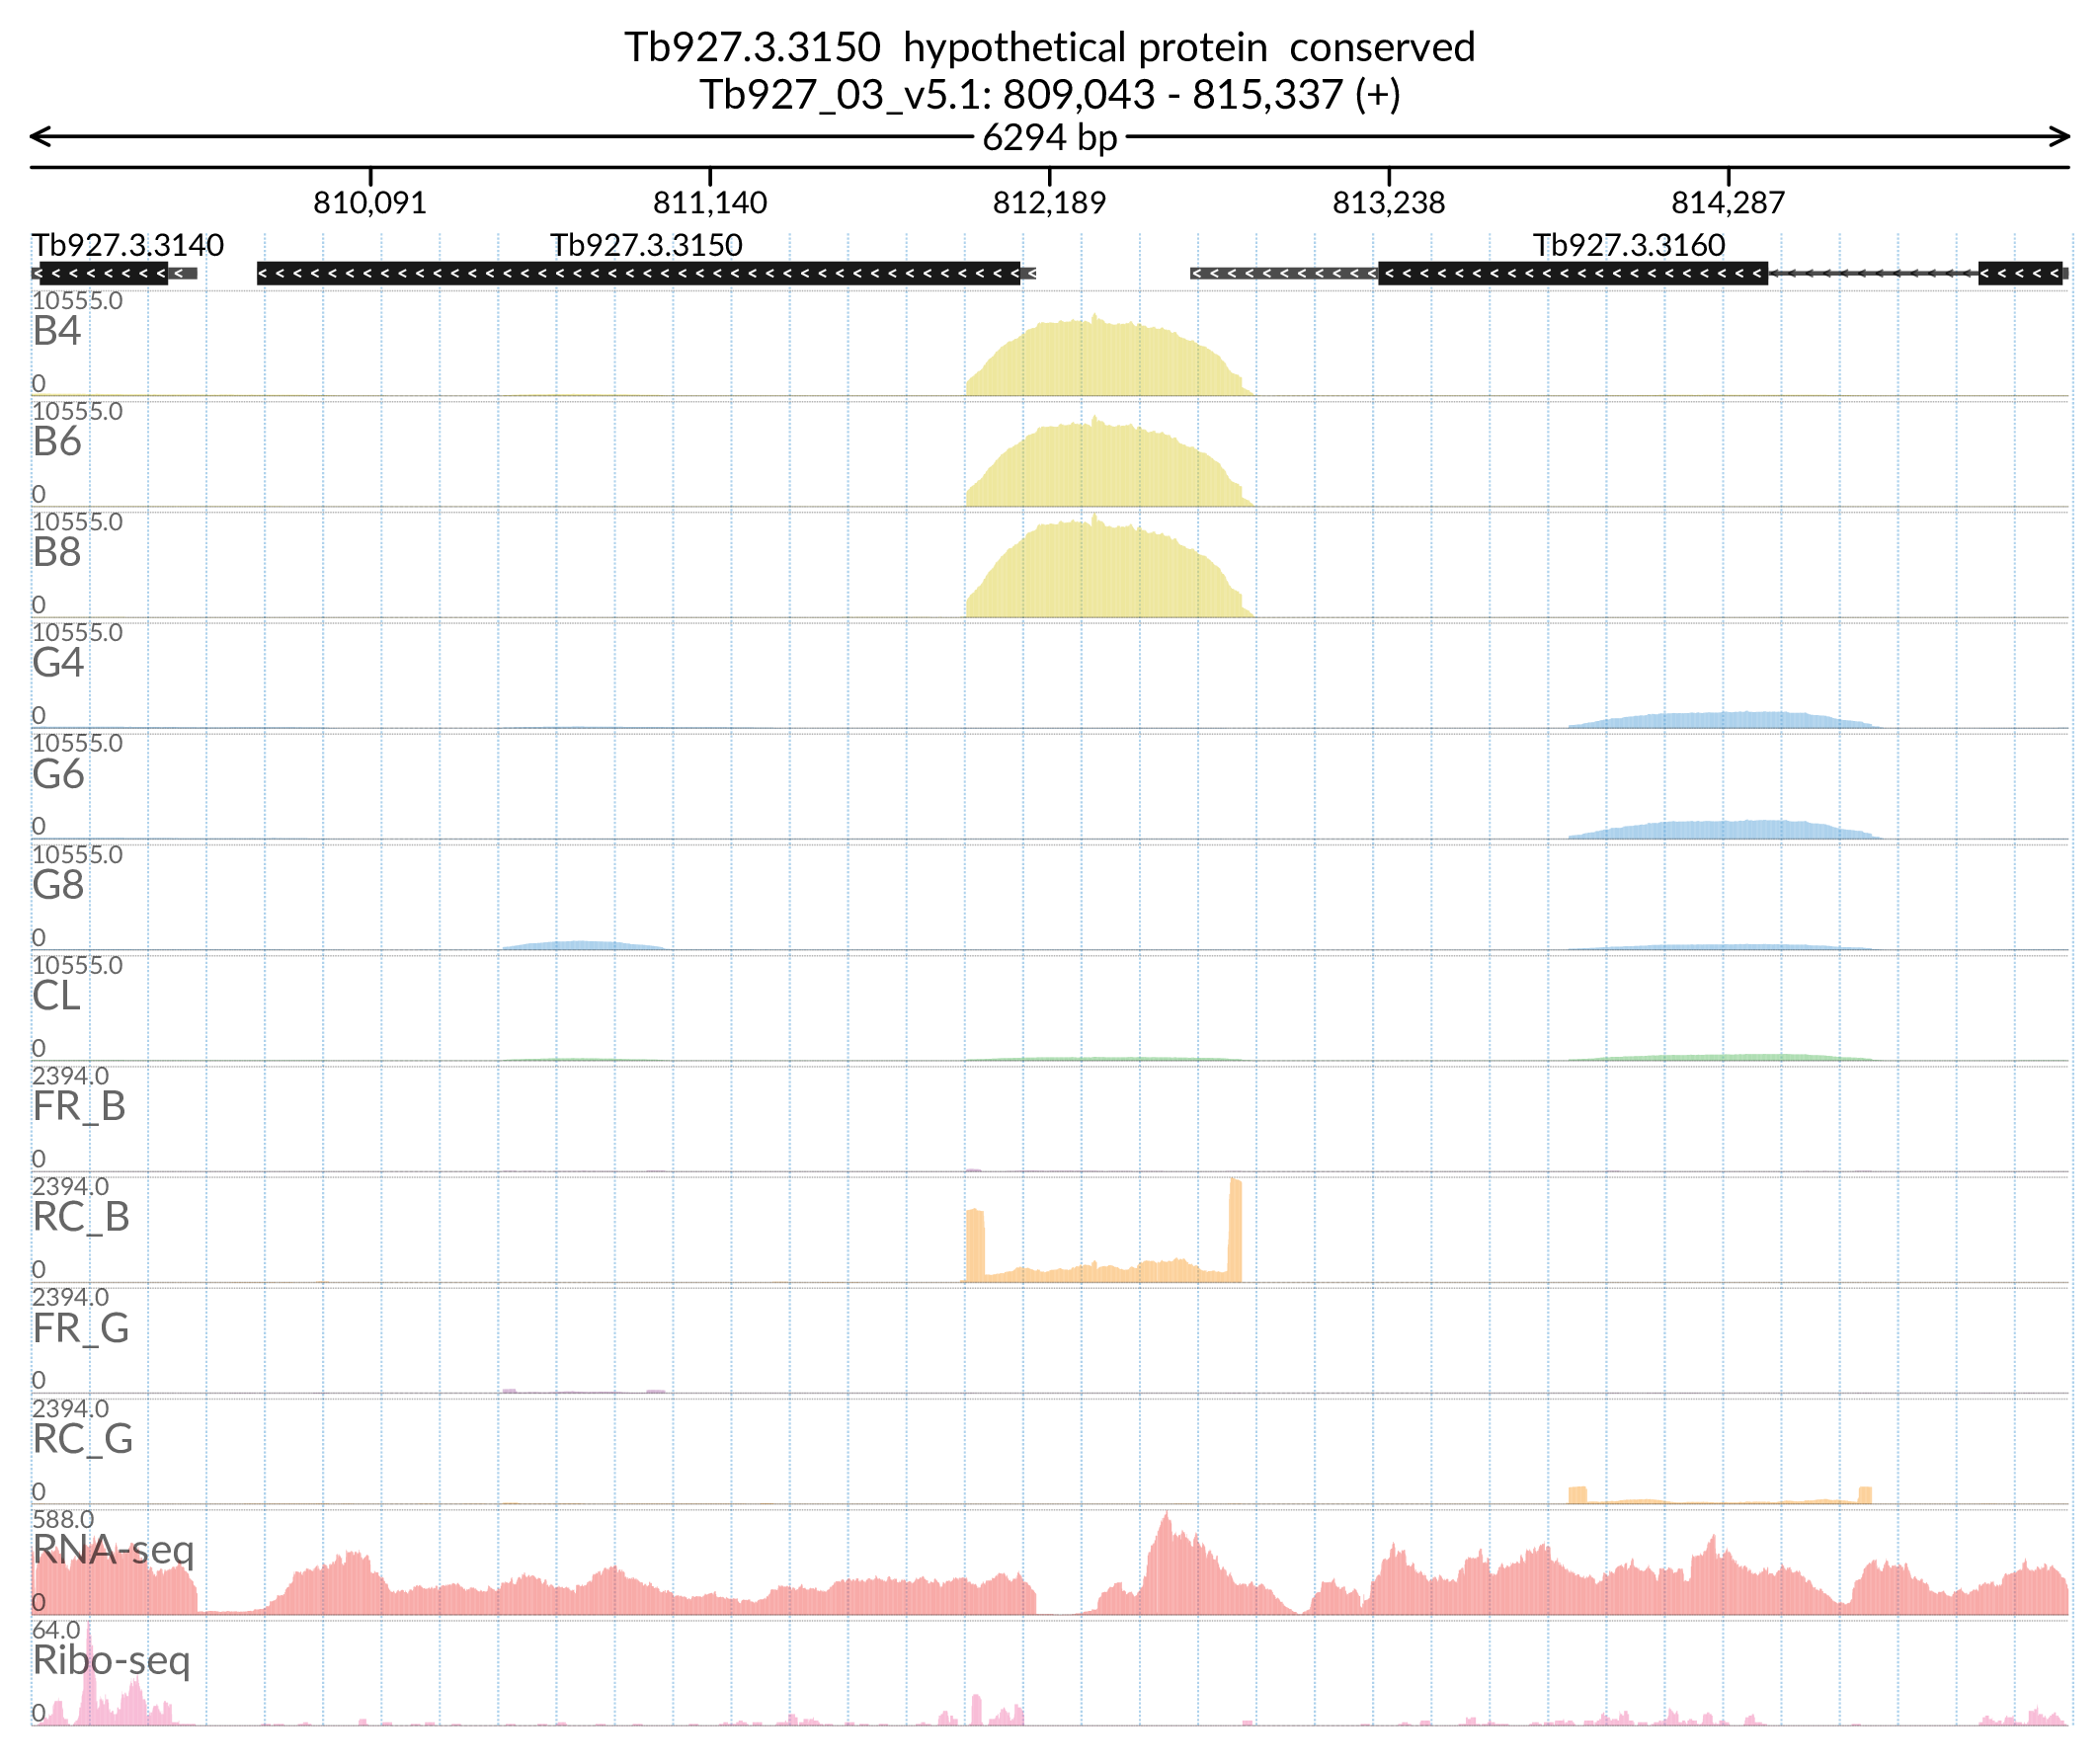 Tb927.3.3150  hypothetical protein  conserved
Tb927_03_v5.1: 809,043 - 815,337 (+)
6294 bp
810,091 811,140 812,189 813,238 814,287
Tb927.3.3140 Tb927.3.3150 Tb927.3.3160
10555.0
B4
0
10555.0
B6
0
10555.0
B8
0
10555.0
G4
0
10555.0
G6
0
10555.0
G8
0
10555.0
CL
0
2394.0
FR_B
0
2394.0
RC_B
0
2394.0
FR_G
0
2394.0
RC_G
0
588.0
RNA-seq
0
64.0
Ribo-seq
0